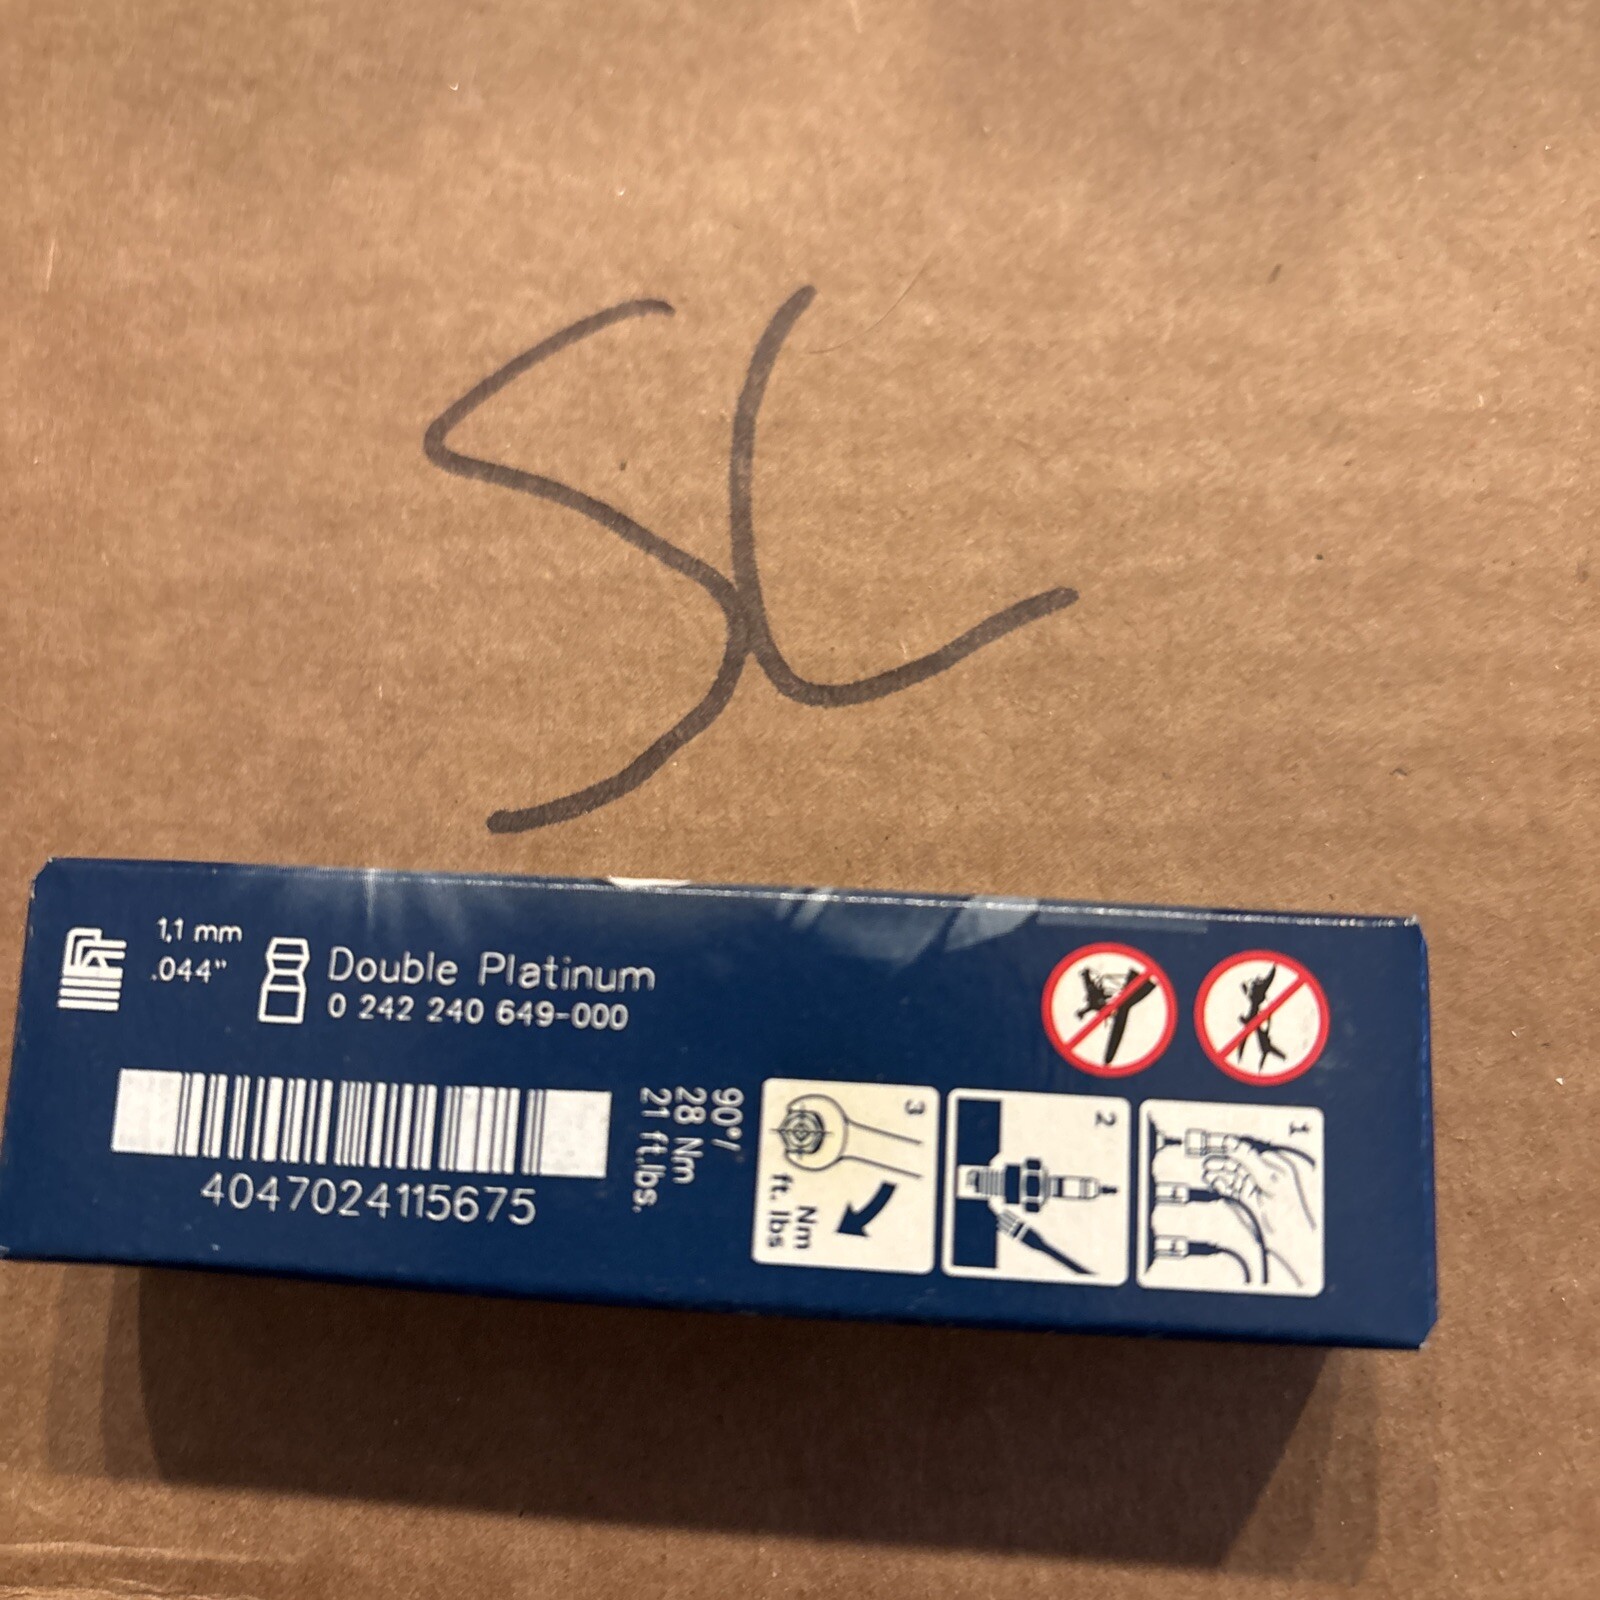 SL
1,1 mm
.044"
Double Platinum
0 242 240 649-000
4047024115675
90°/
28 Nm
21 ft.lbs.
3
Nm
ft. lbs
2
1